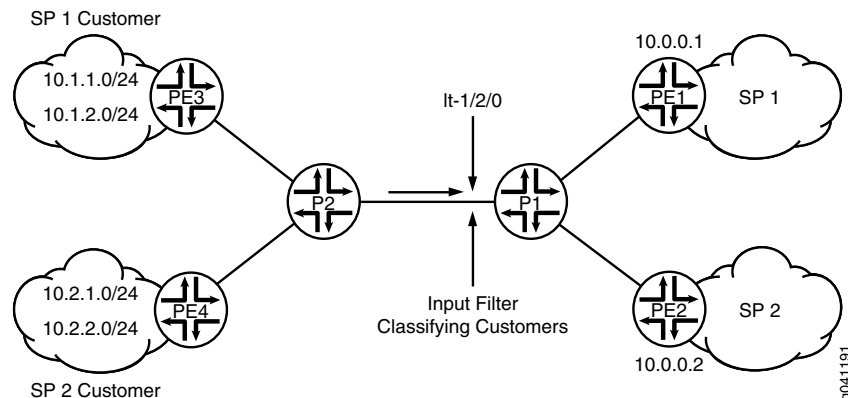 SP 1 Customer
10.1.1.0/24
10.1.2.0/24
PE3
lt-1/2/0
10.0.0.1
PE1
SP 1
P2
P1
10.2.1.0/24
10.2.2.0/24
PE4
SP 2 Customer
Input Filter
Classifying Customers
PE2
SP 2
10.0.0.2
g041191